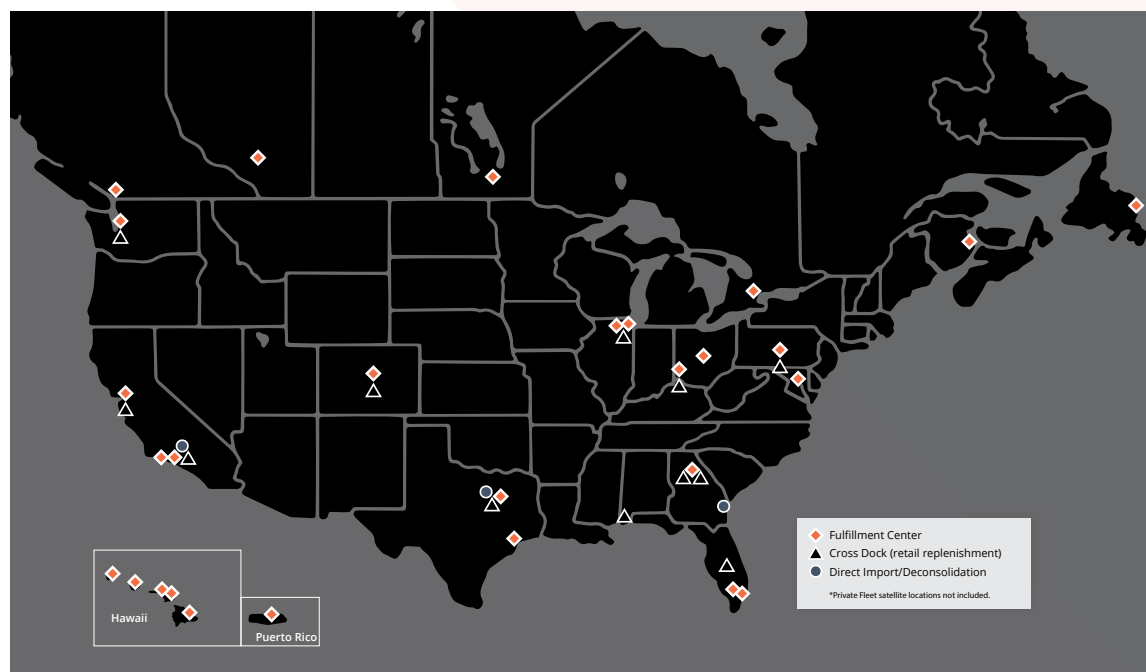 Fulfillment Center
Cross Dock (retail replenishment)
Direct Import/Deconsolidation
*Private Fleet satellite locations not included.
Hawaii
Puerto Rico